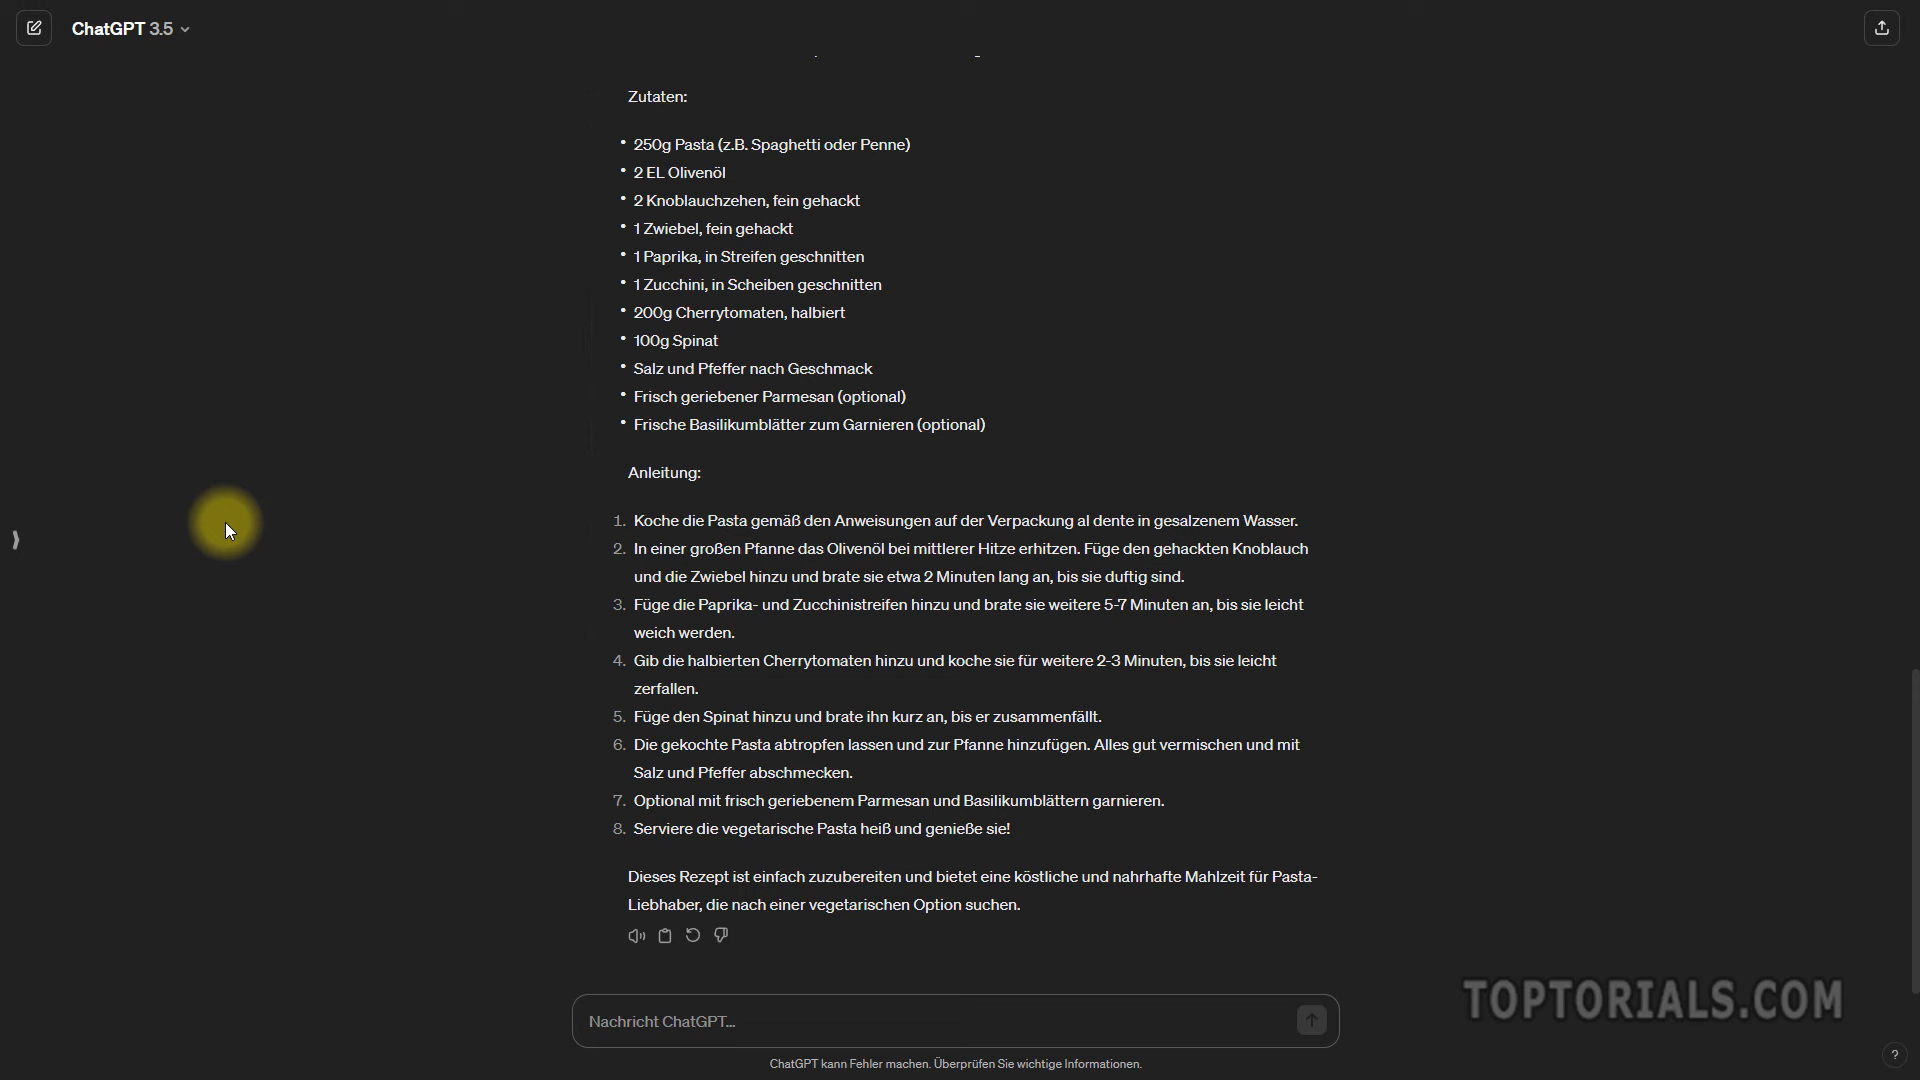 ChatGPT 3.5
Zutaten:
• 250g Pasta (z.B. Spaghetti oder Penne)
• 2 EL Olivenöl
• 2 Knoblauchzehen, fein gehackt
• 1 Zwiebel, fein gehackt
• 1 Paprika, in Streifen geschnitten
• 1 Zucchini, in Scheiben geschnitten
• 200g Cherrytomaten, halbiert
• 100g Spinat
• Salz und Pfeffer nach Geschmack
• Frisch geriebener Parmesan (optional)
• Frische Basilikumblätter zum Garnieren (optional)
Anleitung:
1. Koche die Pasta gemäß den Anweisungen auf der Verpackung al dente in gesalzenem Wasser.
2. In einer großen Pfanne das Olivenöl bei mittlerer Hitze erhitzen. Füge den gehackten Knoblauch
und die Zwiebel hinzu und brate sie etwa 2 Minuten lang an, bis sie duftig sind.
3. Füge die Paprika- und Zucchinistreifen hinzu und brate sie weitere 5-7 Minuten an, bis sie leicht
weich werden.
4. Gib die halbierten Cherrytomaten hinzu und koche sie für weitere 2-3 Minuten, bis sie leicht
zerfallen.
5. Füge den Spinat hinzu und brate ihn kurz an, bis er zusammenfällt.
6. Die gekochte Pasta abtropfen lassen und zur Pfanne hinzufügen. Alles gut vermischen und mit
Salz und Pfeffer abschmecken.
7. Optional mit frisch geriebenem Parmesan und Basilikumblättern garnieren.
8. Serviere die vegetarische Pasta heiß und genieße sie!
Dieses Rezept ist einfach zuzubereiten und bietet eine köstliche und nahrhafte Mahlzeit für Pasta-
Liebhaber, die nach einer vegetarischen Option suchen.
Nachricht ChatGPT...
TOPTORIALS.COM
ChatGPT kann Fehler machen. Überprüfen Sie wichtige Informationen.
?